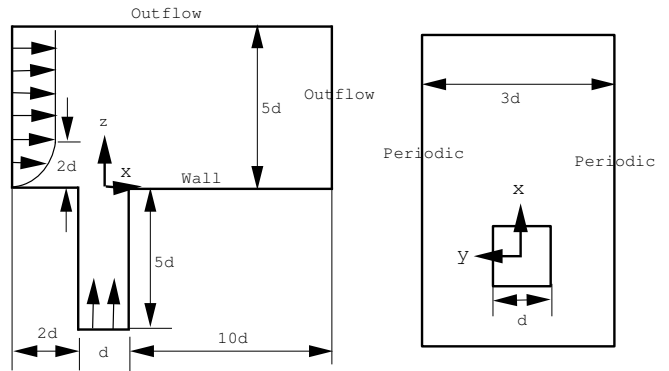 Outflow
z
x
2d
Wall
5d
Outflow
5d
2d
d
10d
3d
Periodic
Periodic
x
y
d